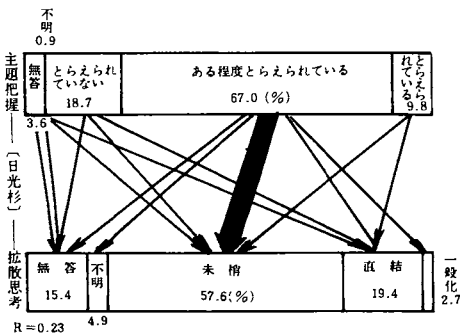 不明
0.9
無答
3.6
とらえられていない
18.7
ある程度とらえられている
67.0(%)
とらえられている
9.8
主題把握―〔日光杉〕―拡散思考
無答
15.4
不明
4.9
未棺
57.6(%)
直結
19.4
一般化
2.7
R=0.23